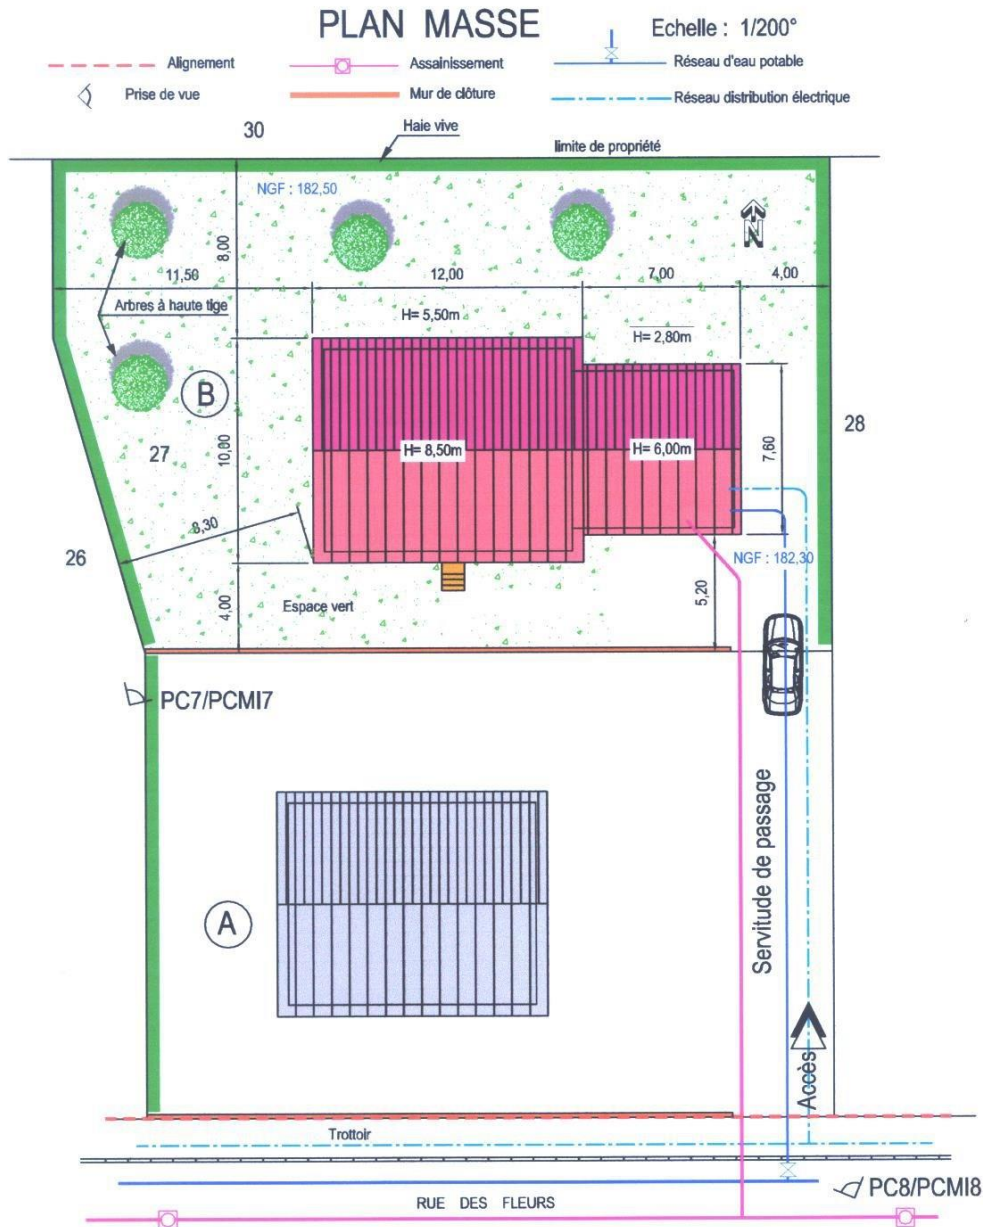 PLAN MASSE
Echelle : 1/200°
Alignement
Assainissement
Réseau d'eau potable
Prise de vue
Mur de clôture
Réseau distribution électrique
30
Haie vive
limite de propriété
NGF : 182,50
N
8,00
11,56
12,00
7,00
4,00
Arbres à haute tige
H= 5,50m
H= 2,80m
B
28
27
10,00
H= 8,50m
H= 6,00m
7,60
26
8,30
NGF : 182,30
4,00
Espace vert
5,20
PC7/PCMI7
Servitude de passage
A
Accès
Trottoir
PC8/PCMI8
RUE DES FLEURS